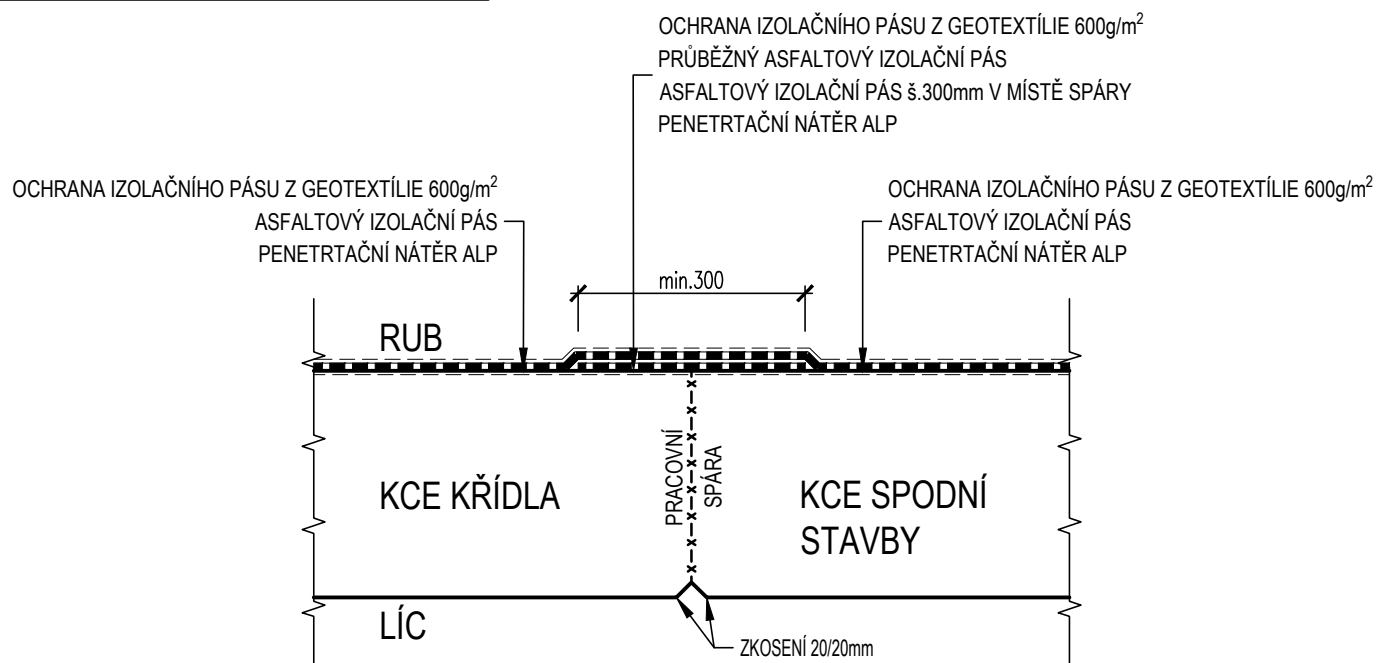 OCHRANA IZOLAČNÍHO PÁSU Z GEOTEXTÍLIE 600g/m²
PRŮBĚŽNÝ ASFALTOVÝ IZOLAČNÍ PÁS
ASFALTOVÝ IZOLAČNÍ PÁS š.300mm V MÍSTĚ SPÁRY
PENETRTAČNÍ NÁTĚR ALP
OCHRANA IZOLAČNÍHO PÁSU Z GEOTEXTÍLIE 600g/m²
ASFALTOVÝ IZOLAČNÍ PÁS
PENETRTAČNÍ NÁTĚR ALP
OCHRANA IZOLAČNÍHO PÁSU Z GEOTEXTÍLIE 600g/m²
ASFALTOVÝ IZOLAČNÍ PÁS
PENETRTAČNÍ NÁTĚR ALP
min.300
RUB
KCE KŘÍDLA
PRACOVNÍ
SPÁRA
KCE SPODNÍ
STAVBY
LÍC
ZKOSENÍ 20/20mm